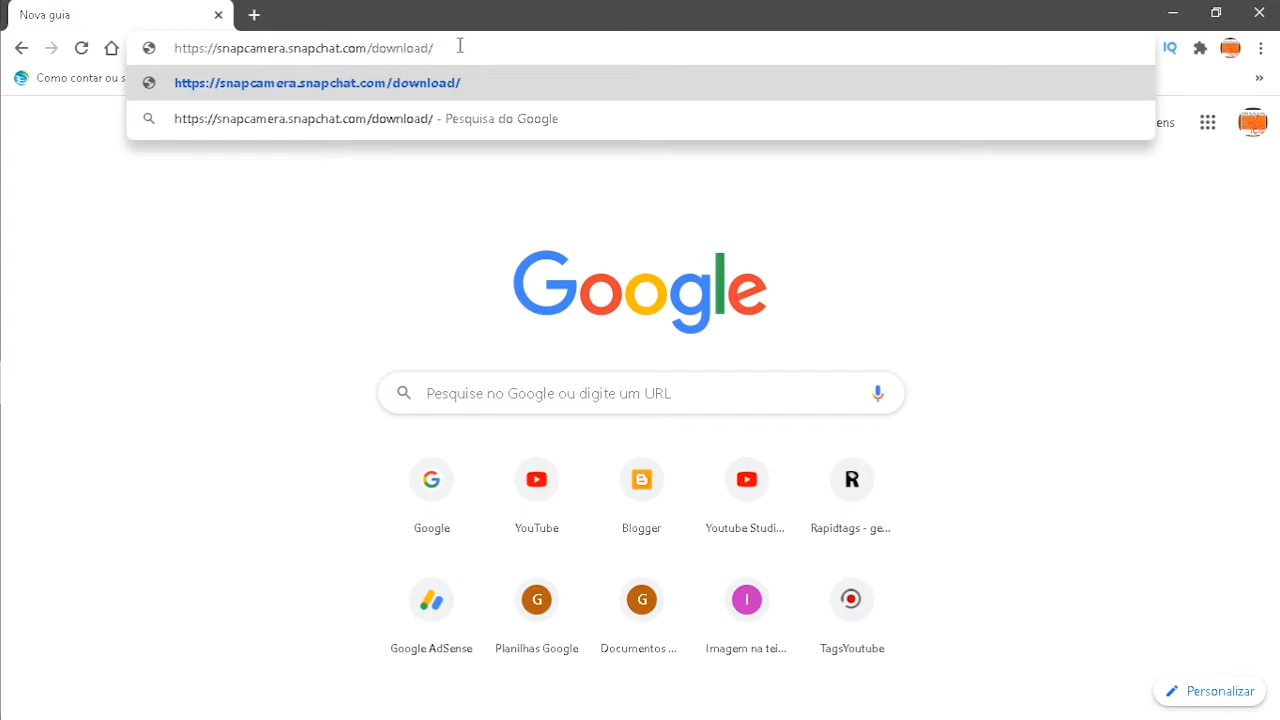 Nova guia
https://snapcamera.snapchat.com/download/
IQ
Como contar ou s
https://snapcamera.snapchat.com/download/
https://snapcamera.snapchat.com/download/ - Pesquisa do Google
ens
Google
Pesquise no Google ou digite um URL
Google
YouTube
Blogger
Youtube Studi...
Rapidtags - ge...
Google AdSense
Planilhas Google
Documentos ...
Imagem na tei...
TagsYoutube
Personalizar